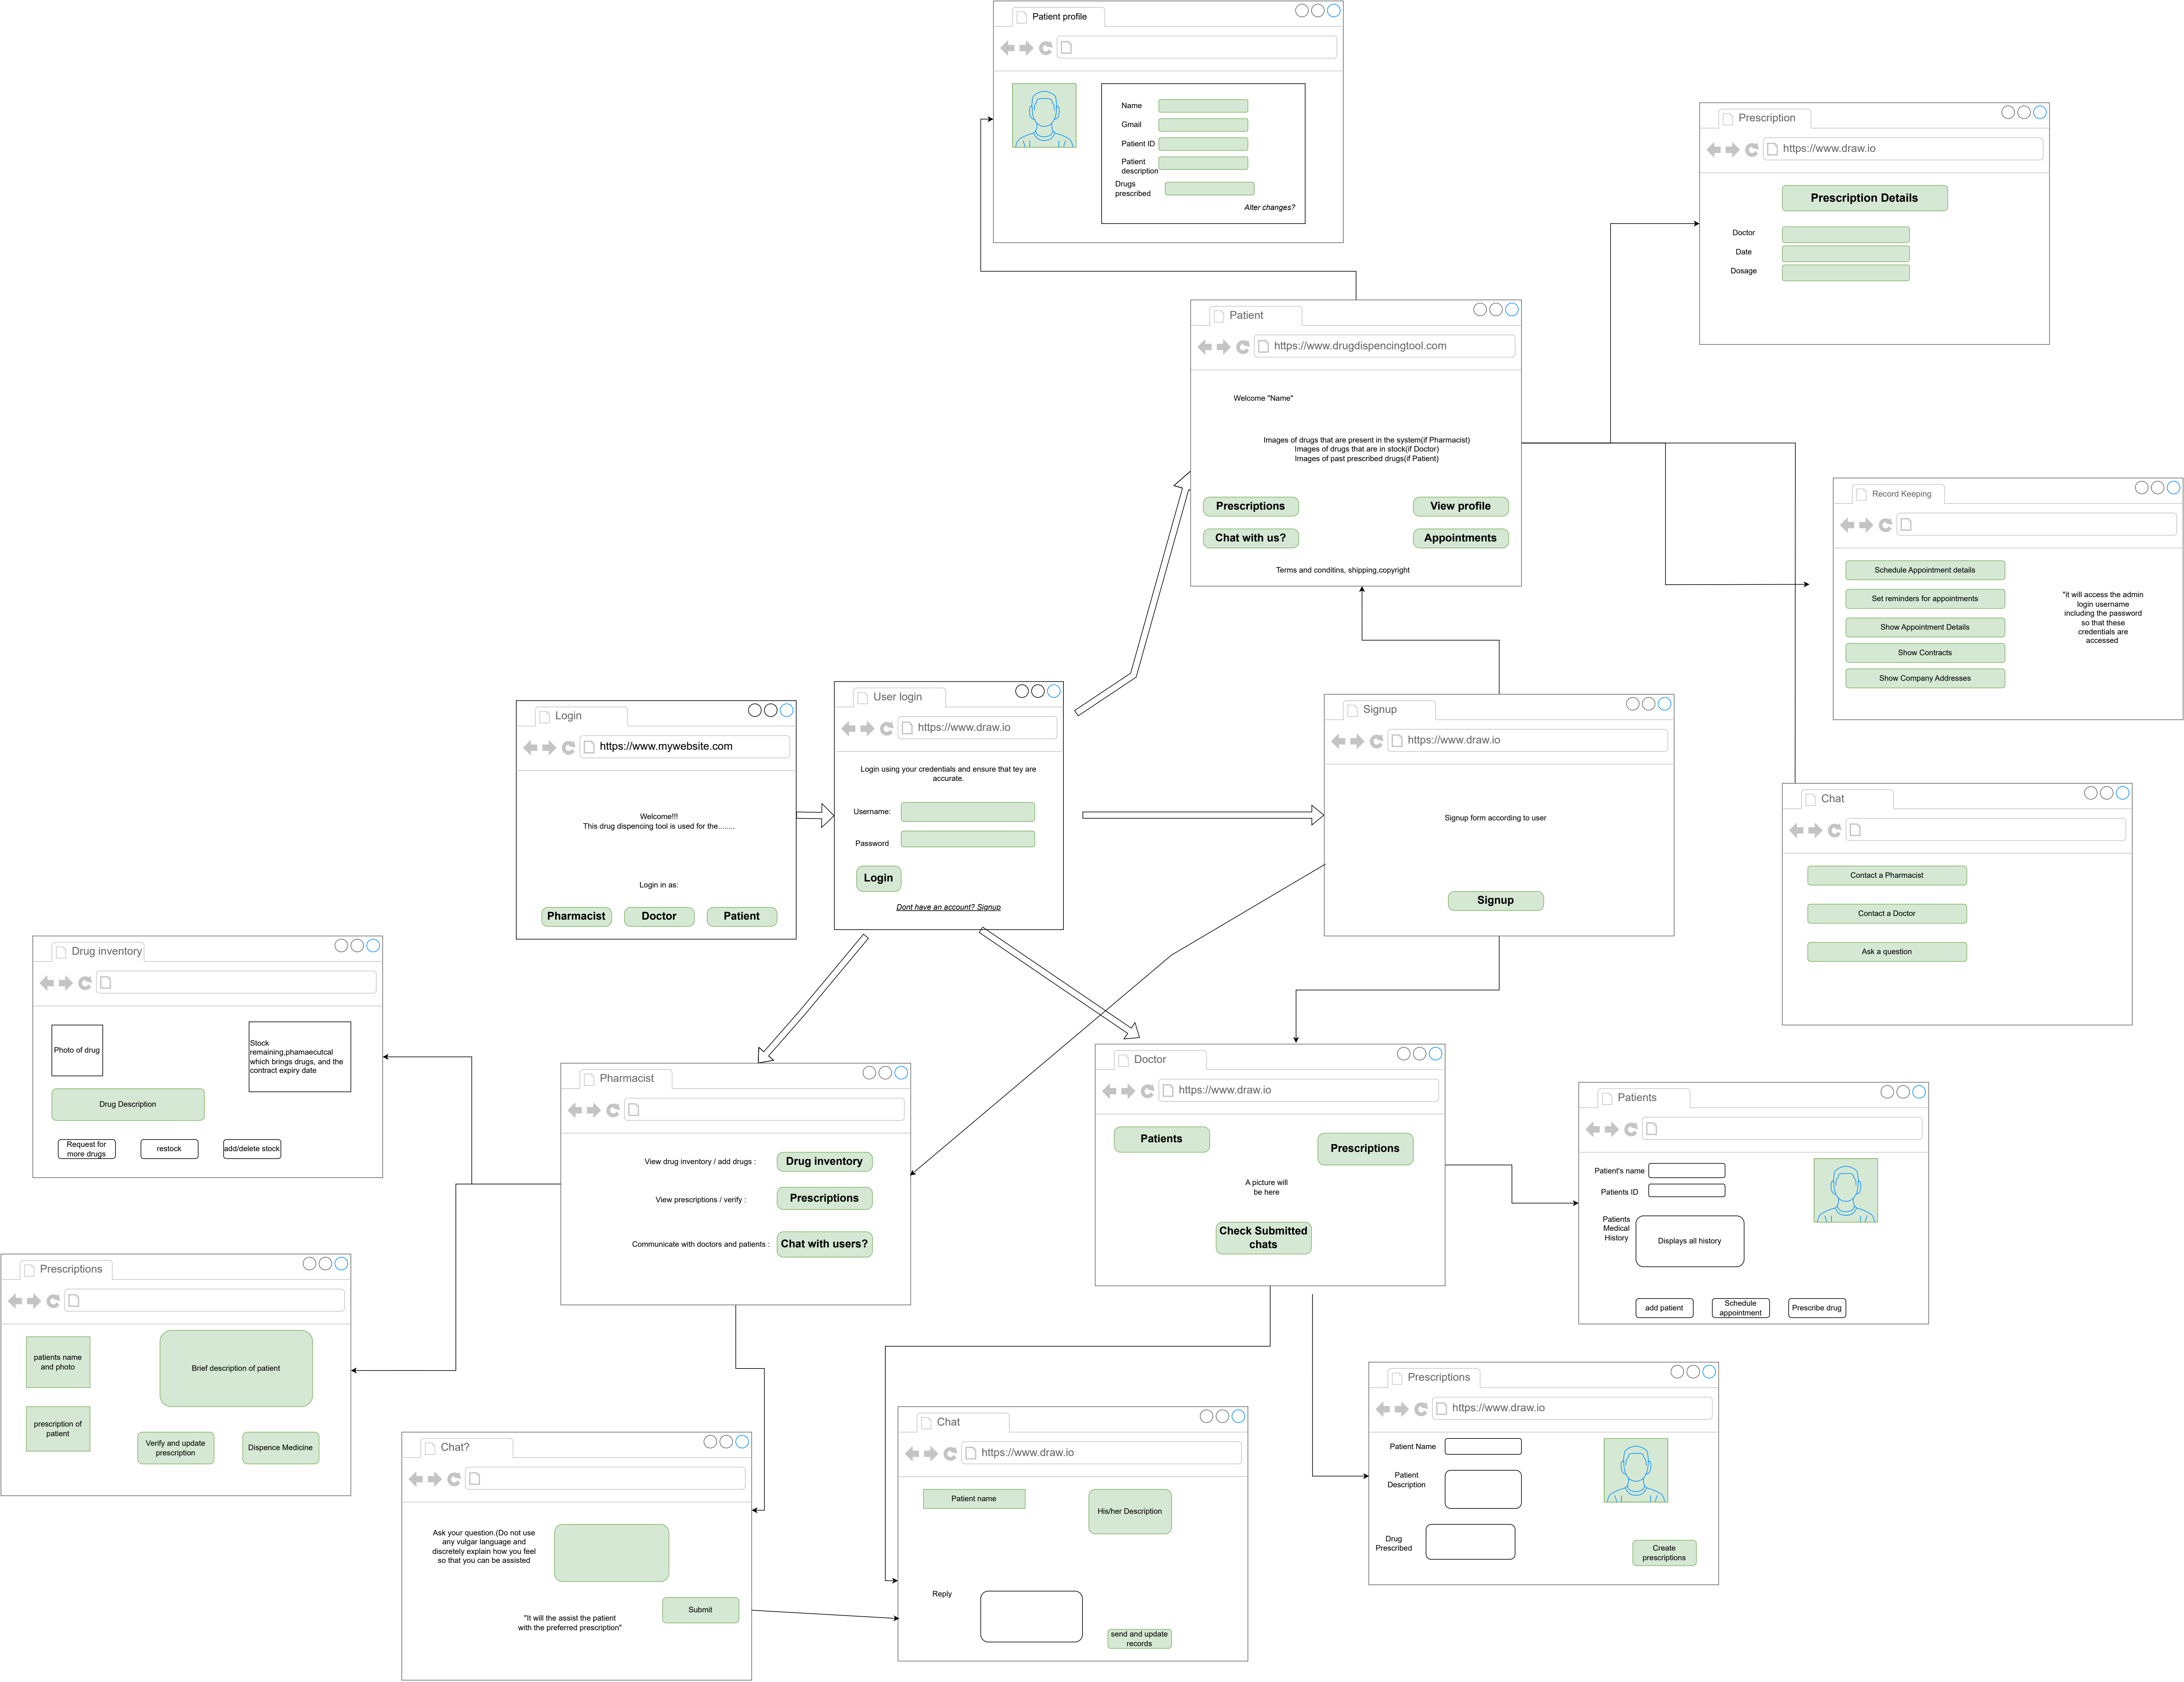 Patient profile
Name
Gmail
Patient ID
Patient
description
Drugs
prescribed
Alter changes?
Prescription
https://www.draw.io
Prescription Details
Doctor
Date
Dosage
Patient
https://www.drugdispencingtool.com
Welcome "Name"
Images of drugs that are present in the system(if Pharmacist)
Images of drugs that are in stock(if Doctor)
Images of past prescribed drugs(if Patient)
Prescriptions
View profile
Chat with us?
Appointments
Terms and conditins, shipping,copyright
Record Keeping
Schedule Appointment details
Set reminders for appointments
Show Appointment Details
Show Contracts
Show Company Addresses
"it will access the admin
login username
including the password
so that these
credentials are
accessed
Login
https://www.mywebsite.com
Welcome!!!
This drug dispencing tool is used for the........
Login in as:
Pharmacist
Doctor
Patient
User login
https://www.draw.io
Login using your credentials and ensure that tey are
accurate.
Username:
Password
Login
Dont have an account? Signup
Signup
https://www.draw.io
Signup form according to user
Signup
Chat
Contact a Pharmacist
Contact a Doctor
Ask a question
Drug inventory
Photo of drug
Stock
remaining,phamaecutcal
which brings drugs, and the
contract expiry date
Drug Description
Request for
more drugs
restock
add/delete stock
Pharmacist
View drug inventory / add drugs :
Drug inventory
View prescriptions / verify :
Prescriptions
Communicate with doctors and patients :
Chat with users?
Doctor
https://www.draw.io
Patients
Prescriptions
A picture will
be here
Check Submitted
chats
Patients
Patient's name
Patients ID
Patients
Medical
History
Displays all history
add patient
Schedule
appointment
Prescribe drug
Prescriptions
patients name
and photo
Brief description of patient
prescription of
patient
Verify and update
prescription
Dispence Medicine
Chat?
Ask your question.(Do not use
any vulgar language and
discretely explain how you feel
so that you can be assisted
Submit
"It will the assist the patient
with the preferred prescription"
Chat
https://www.draw.io
Patient name
His/her Description
Reply
send and update
records
Prescriptions
https://www.draw.io
Patient Name
Patient
Description
Drug
Prescribed
Create
prescriptions